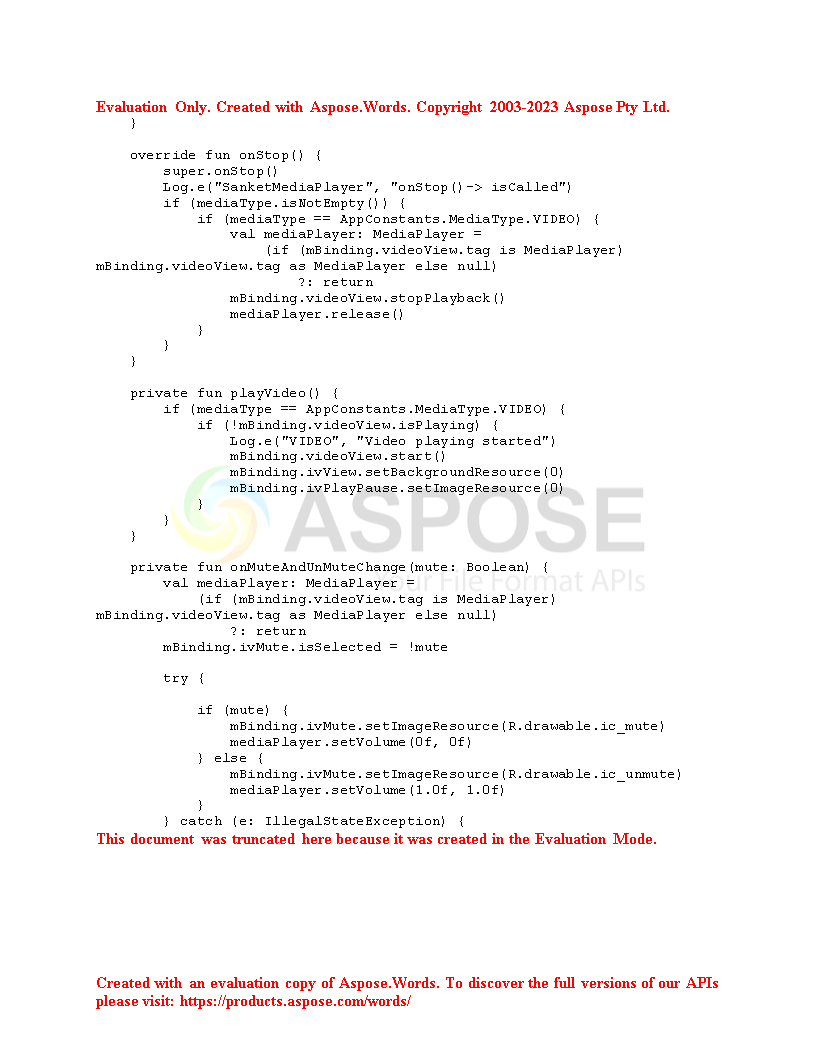 Evaluation Only. Created with Aspose.Words. Copyright 2003-2023 Aspose Pty Ltd.
    }

    override fun onStop() {
        super.onStop()
        Log.e("SanketMediaPlayer", "onStop()-> isCalled")
        if (mediaType.isNotEmpty()) {
            if (mediaType == AppConstants.MediaType.VIDEO) {
                val mediaPlayer: MediaPlayer =
                    (if (mBinding.videoView.tag is MediaPlayer)
mBinding.videoView.tag as MediaPlayer else null)
                        ?: return
                mBinding.videoView.stopPlayback()
                mediaPlayer.release()
            }
        }
    }

    private fun playVideo() {
        if (mediaType == AppConstants.MediaType.VIDEO) {
            if (!mBinding.videoView.isPlaying) {
                Log.e("VIDEO", "Video playing started")
                mBinding.videoView.start()
                mBinding.ivView.setBackgroundResource(0)
                mBinding.ivPlayPause.setImageResource(0)
            }
        }
    }
ASPOSE

    private fun onMuteAndUnMuteChange(mute: Boolean) {
        val mediaPlayer: MediaPlayer =
Your File Format APIs
            (if (mBinding.videoView.tag is MediaPlayer)
mBinding.videoView.tag as MediaPlayer else null)
                ?: return
        mBinding.ivMute.isSelected = !mute

        try {

            if (mute) {
                mBinding.ivMute.setImageResource(R.drawable.ic_mute)
                mediaPlayer.setVolume(0f, 0f)
            } else {
                mBinding.ivMute.setImageResource(R.drawable.ic_unmute)
                mediaPlayer.setVolume(1.0f, 1.0f)
            }
        } catch (e: IllegalStateException) {
This document was truncated here because it was created in the Evaluation Mode.
Created with an evaluation copy of Aspose.Words. To discover the full versions of our APIs
please visit: https://products.aspose.com/words/